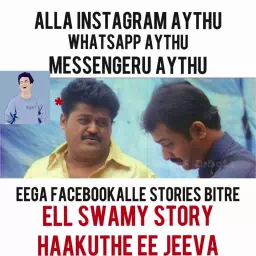 ALLA INSTAGRAM AYTHU
WHATSAPP AYTHU
MESSENGERU AYTHU
*
EEGA FACEBOOKALLE STORIES BITRE
ELL SWAMY STORY
HAAKUTHE EE JEEVA